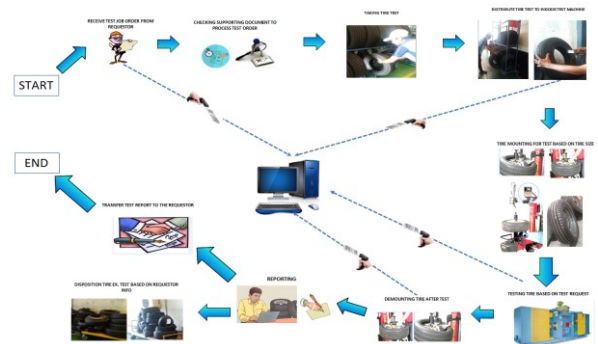 RECEIVE TEST JOB ORDER FROM
REQUESTOR
CHECKING SUPPORTING DOCUMENT TO
PROCESS TEST ORDER
TAKING TIRE TEST
DISTRIBUTE TIRE TEST TO INDOOR TEST MACHINE
START
TIRE MOUNTING FOR TEST BASED ON TIRE SIZE
END
TRANSFER TEST REPORT TO THE REQUESTOR
DISPOSITION TIRE EX. TEST BASED ON REQUESTOR
INFO
REPORTING
DEMOUNTING TIRE AFTER TEST
TESTING TIRE BASED ON TEST REQUEST